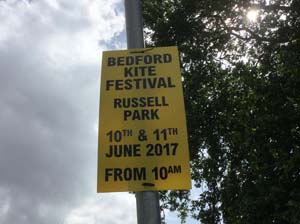 BEDFORD
KITE
FESTIVAL
RUSSELL
PARK
10TH & 11TH
JUNE 2017
FROM 10AM